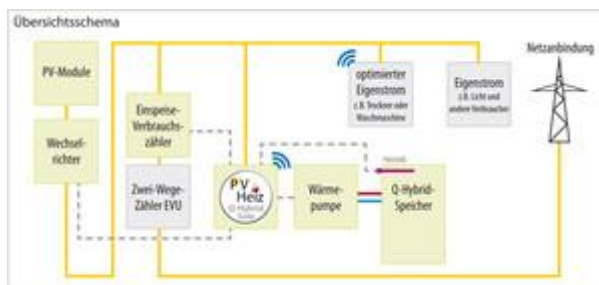 Übersichtsschema
PV-Module
Wechsel-
richter
Einspeise-
Verbrauchs-
zähler
Zwei-Wege-
Zähler EVU
PV
Heiz
Q-Hybrid
Wärme-
pumpe
Q-Hybrid-
Speicher
optimierter
Eigenstrom
z.B. Trockner oder
Waschmaschine
Eigenstrom
z.B. Licht und
andere Verbraucher
Netzanbindung